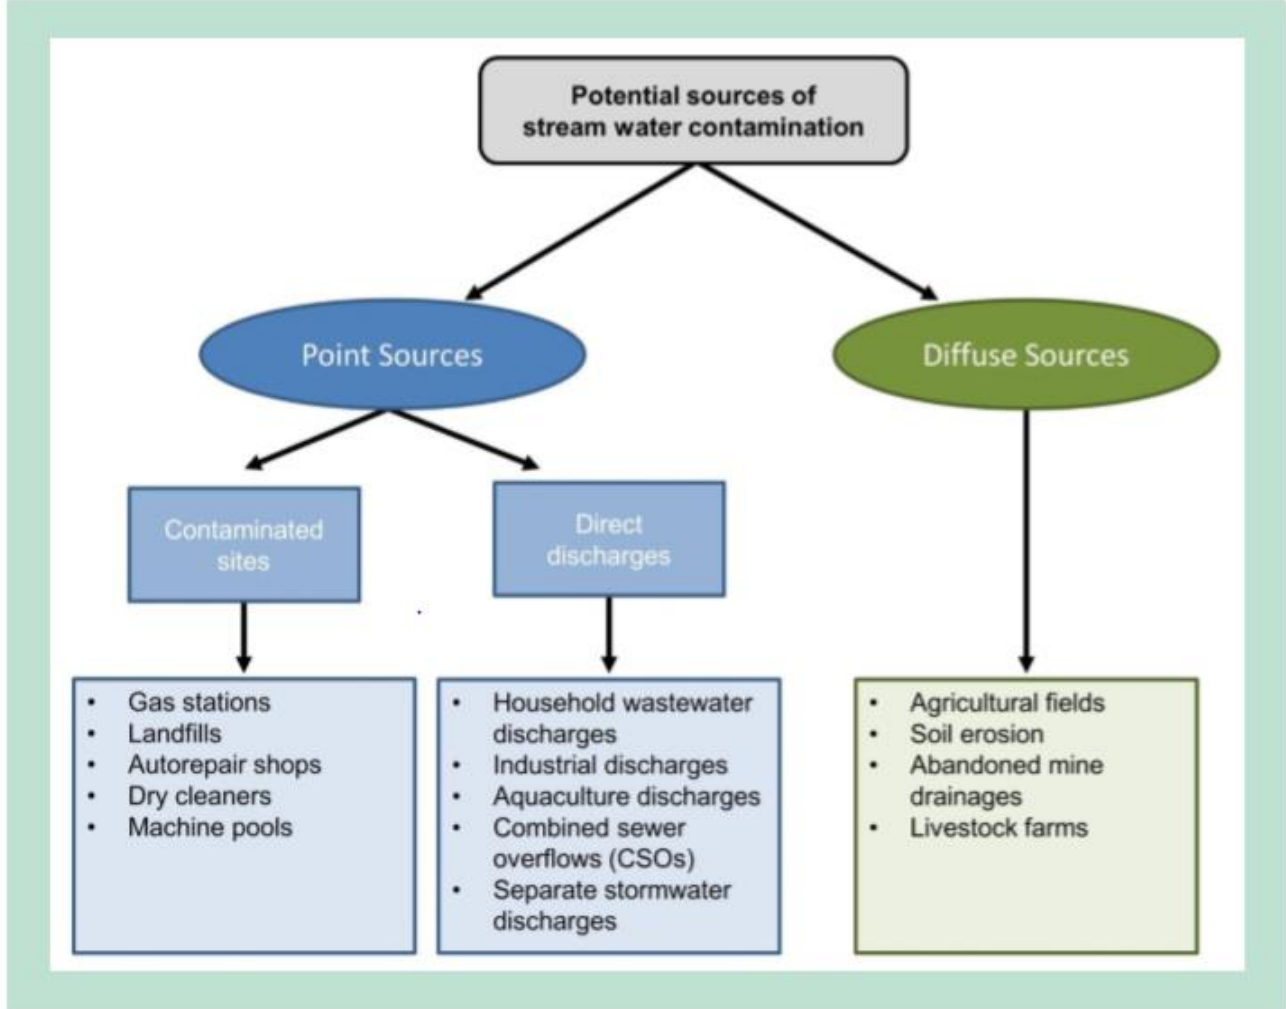 Potential sources of
stream water contamination
Point Sources
Diffuse Sources
Contaminated
sites
Direct
discharges
• Gas stations
• Landfills
• Autorepair shops
• Dry cleaners
• Machine pools
• Household wastewater
discharges
• Industrial discharges
• Aquaculture discharges
• Combined sewer
overflows (CSOs)
• Separate stormwater
discharges
• Agricultural fields
• Soil erosion
• Abandoned mine
drainages
• Livestock farms